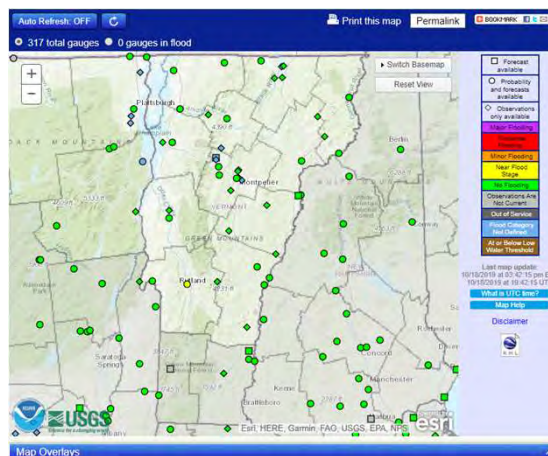 Auto Refresh: OFF
Print this map
Permalink
BOOKMARK
317 total gauges
0 gauges in flood
+
−
Switch Basemap
Reset View
Forecast
available
Probability
and forecasts
available
Observations
only available
Major Flooding
Moderate
Flooding
Minor Flooding
Near Flood
Stage
No Flooding
Observations Are
Not Current
Out of Service
Flood Category
Not Defined
At or Below Low
Water Threshold
Last map update:
What is UTC time?
Map Help
Disclaimer
KML
Plattsburgh
Montpelier
Berlin
VERMONT
GREEN MOUNTAINS
Rutland
Saratoga
Springs
Concord
Rochester
Manchester
Keene
Brattleboro
Nashua
Albany
USGS
esri
Esri, HERE, Garmin, FAO, USGS, EPA, NPS
Map Overlays